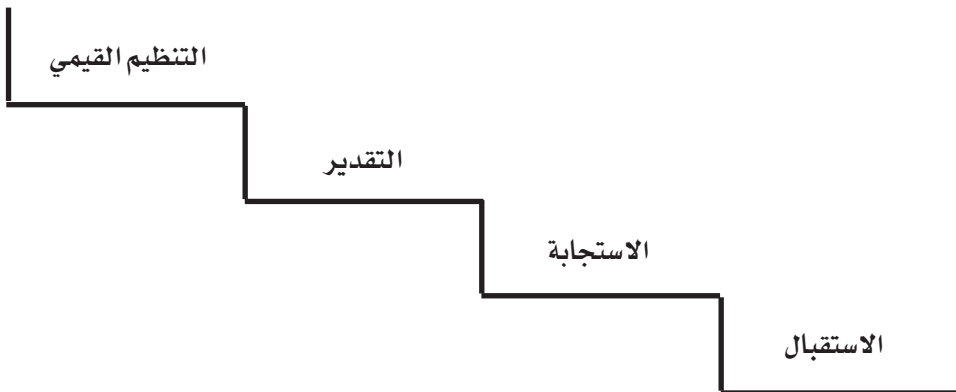 التنظيم القيمي
التقدير
الاستجابة
الاستقبال